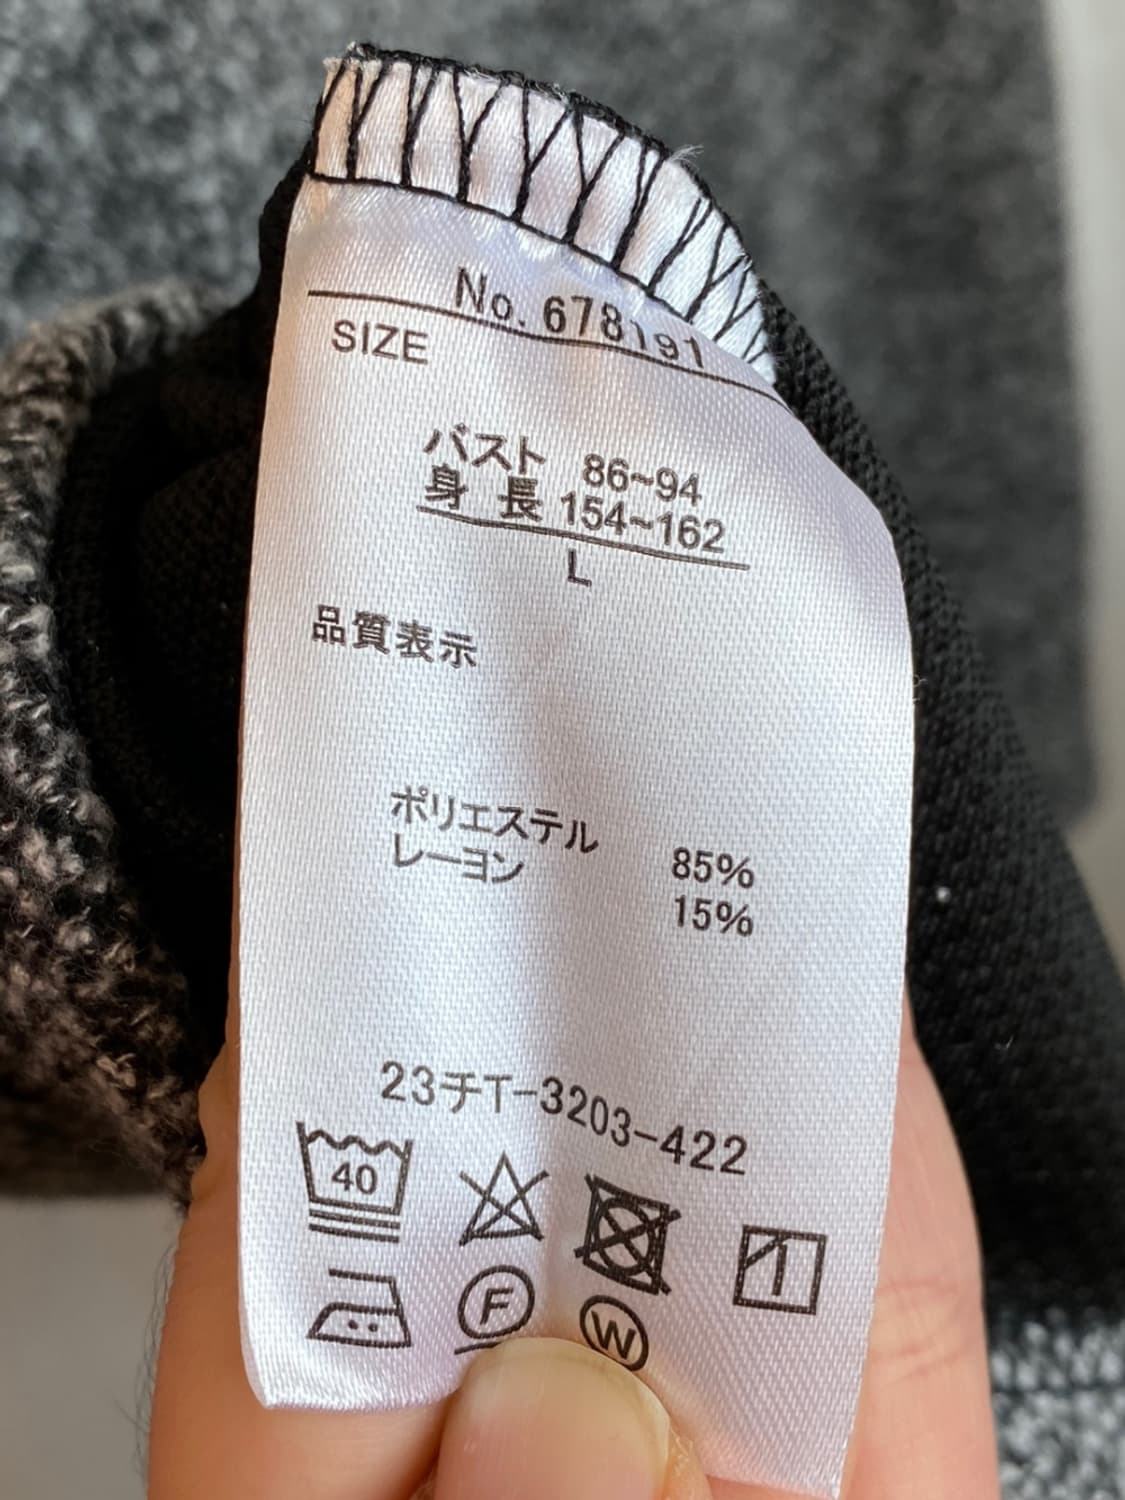 No. 678191
SIZE
バスト 86~94
身長 154~162
L
品質表示
ポリエステル 85%
レーヨン 15%
23チT-3203-422
40
F
W